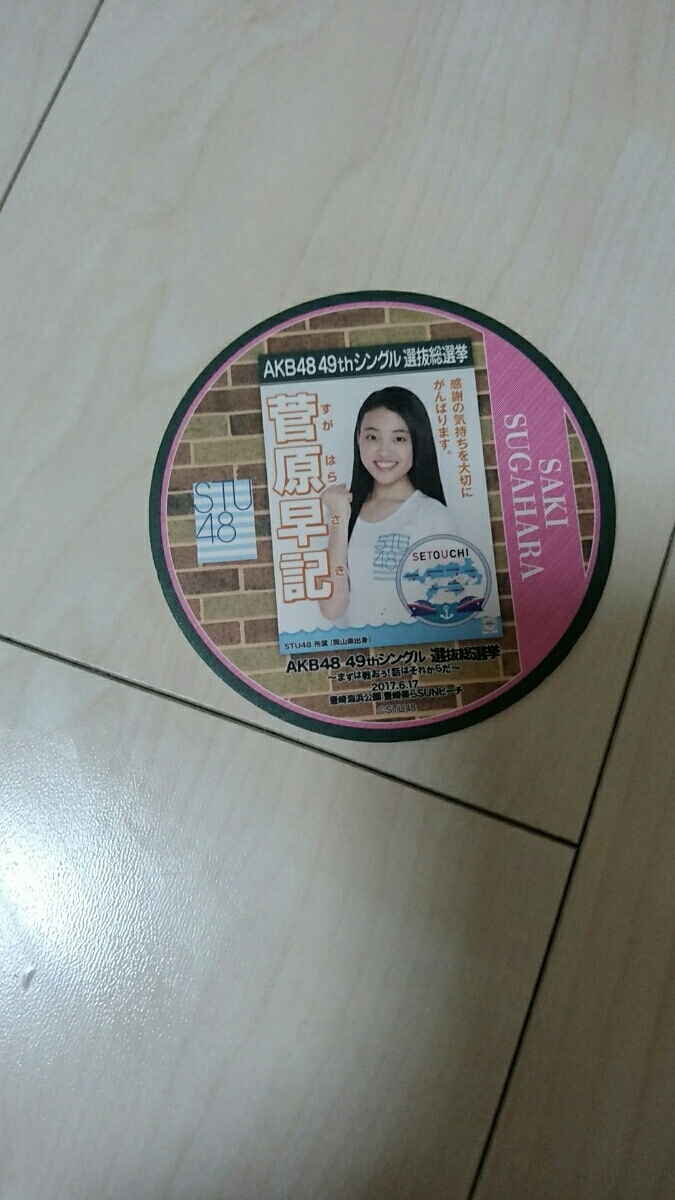 AKB48 49thシングル 選抜総選挙
感謝の気持ちを大切に
がんばります。
すが はら さ き
菅原早記
STU
48
STU
48
SETOUCHI
STU48 所属 (岡山県出身)
SAKI
SUGAHARA
AKB48 49thシングル 選抜総選挙
～まずは戦おう!話はそれからだ～
2017.6.17
豊崎海浜公園 豊崎美らSUNビーチ
©STU48